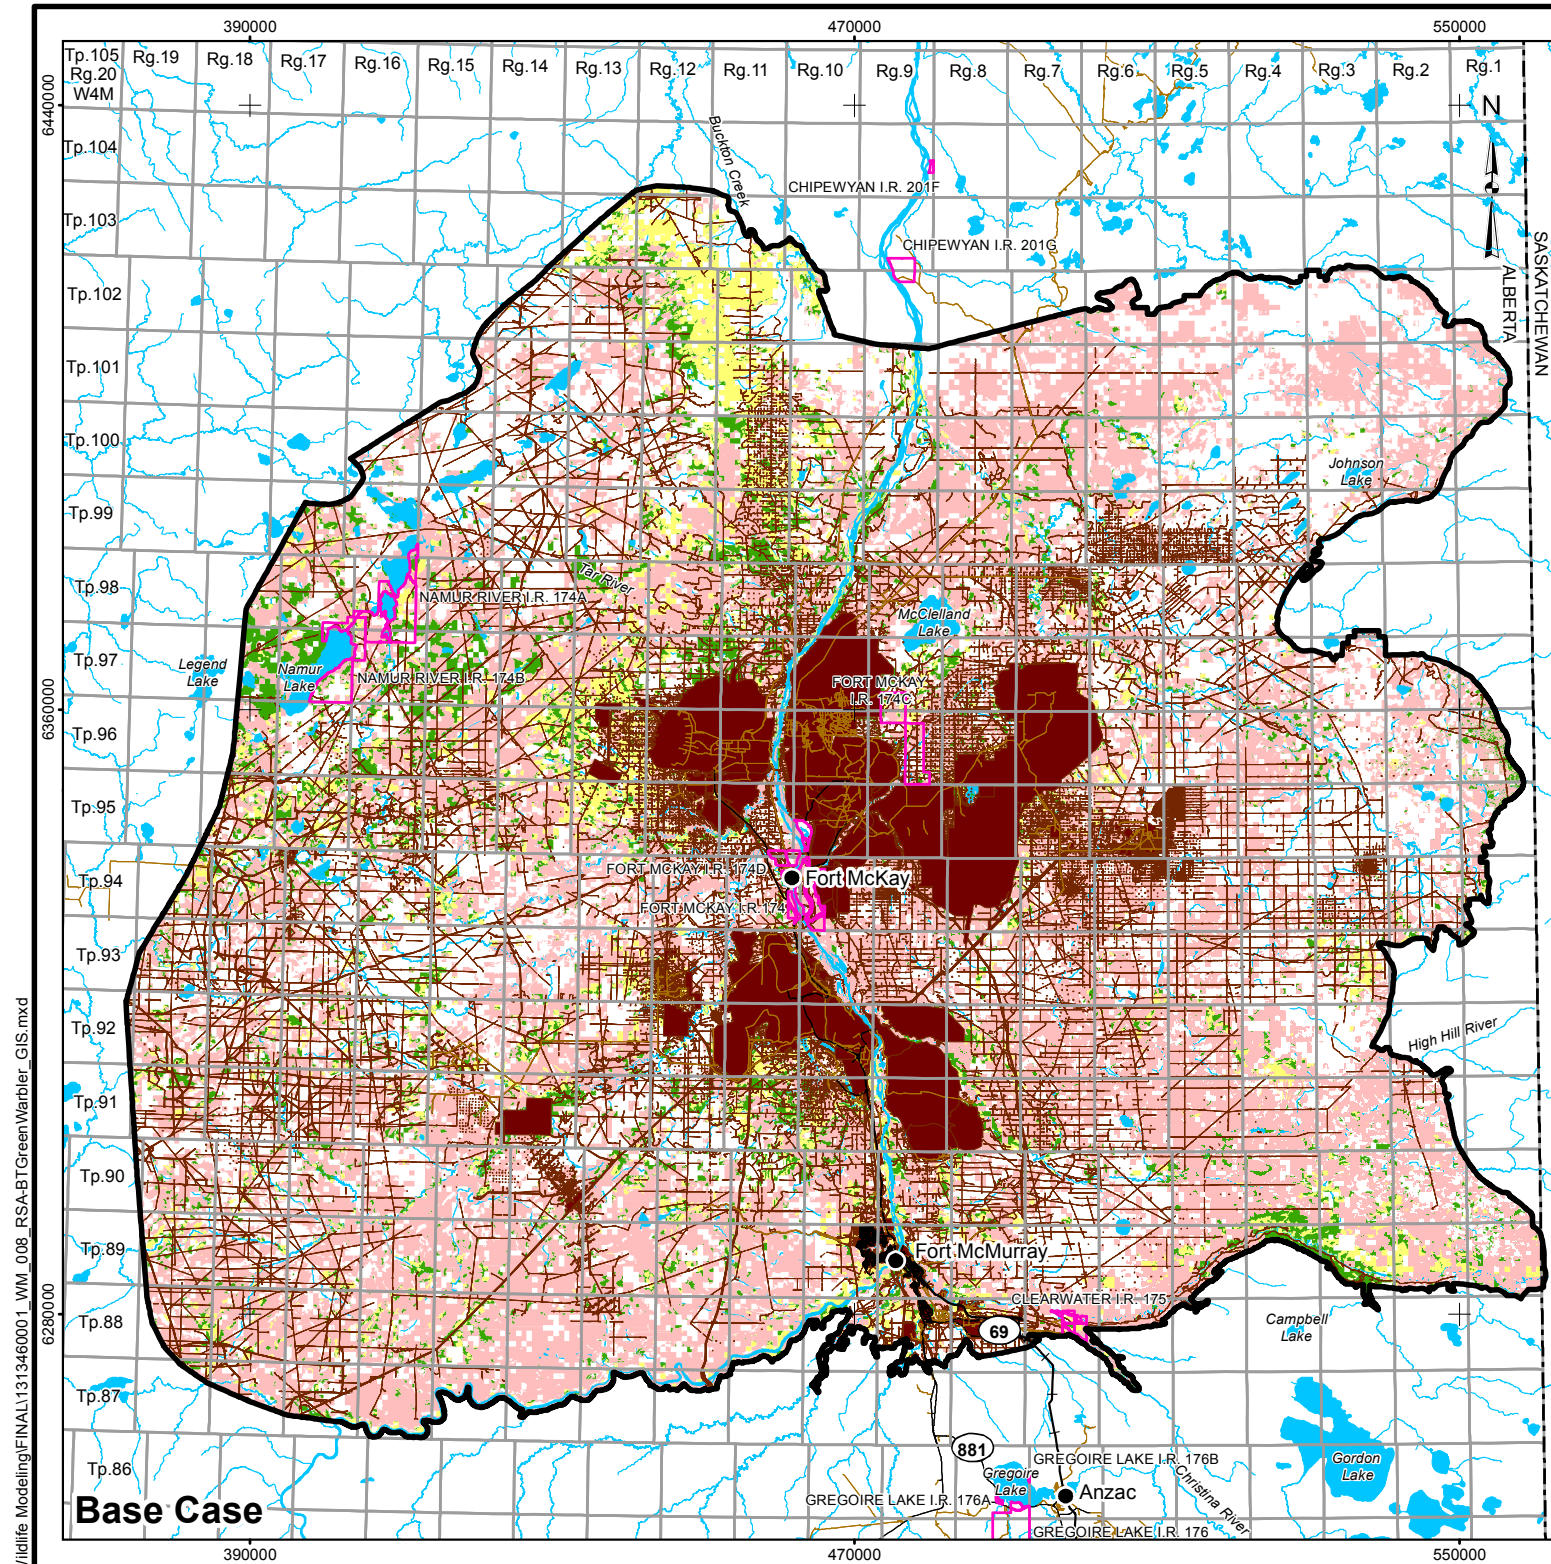 390000
470000
550000
Tp.105
Rg.20
W4M
Rg.19
Rg.18
Rg.17
Rg.16
Rg.15
Rg.14
Rg.13
Rg.12
Rg.11
Rg.10
Rg.9
Rg.8
Rg.7
Rg.6
Rg.5
Rg.4
Rg.3
Rg.2
Rg.1
6440000
N
Tp.104
Buckton Creek
CHIPEWYAN I.R. 201F
Tp.103
CHIPEWYAN I.R. 201G
SASKATCHEWAN
ALBERTA
Tp.102
Tp.101
Tp.100
Johnson
Lake
Tp.99
Tar River
Tp.98
NAMUR RIVER I.R. 174A
McClelland
Lake
Tp.97
Legend
Lake
Namur
Lake
NAMUR RIVER I.R. 174B
FORT MCKAY
I.R. 174C
6360000
Tp.96
Tp.95
FORT MCKAY I.R. 174D
Fort McKay
Tp.94
FORT MCKAY I.R. 174
Tp.93
Tp.92
High Hill River
Tp.91
Tp.90
Tp.89
Fort McMurray
CLEARWATER I.R. 175
6280000
Tp.88
69
Campbell
Lake
Tp.87
881
GREGOIRE LAKE I.R. 176B
Tp.86
Gregoire
Lake
Christina River
Gordon
Lake
GREGOIRE LAKE I.R. 176A
Anzac
GREGOIRE LAKE I.R. 176
Base Case
390000
470000
550000
Modeling\FINAL\1313460001_WM_008_RSA-BTGreenWarbler_GIS.mxd